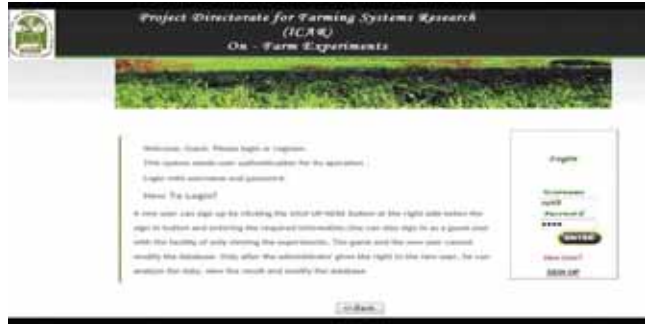 Project Directorate for Farming Systems Research
(ICAR)
On - Farm Experiments
Welcome, Guest. Please login or register.
This system needs user authentication for its operation .
Login with username and password
How To Login?
A new user can sign up by clicking the SIGN UP HERE button at the right side below the
sign in button and entering the required information. One can also sign in as a guest user
with the facility of only viewing the experiments. The guest and the new user cannot
modify the database. Only after the administrator gives the right to the new user, he can
analyze the data, view the result and modify the database.
Login
Username
Password
****
ENTER
New User?
SIGN UP